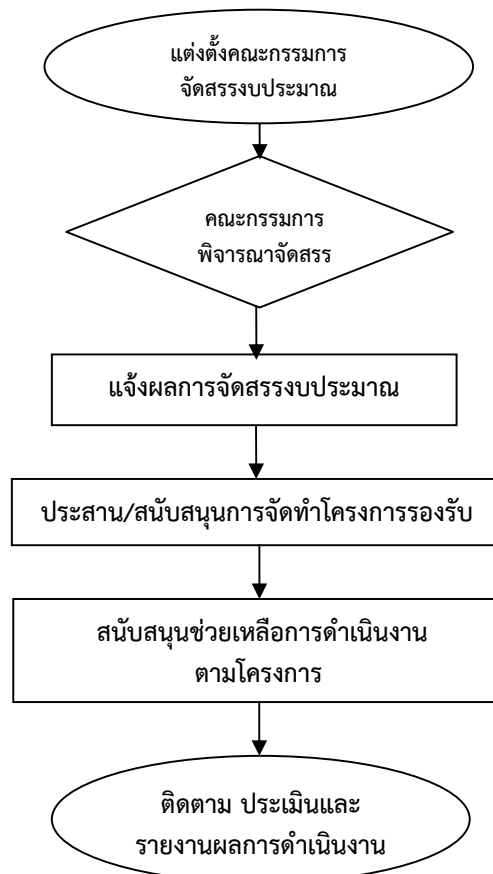 แต่งตั้งคณะกรรมการ
จัดสรรงบประมาณ
คณะกรรมการ
พิจารณาจัดสรร
แจ้งผลการจัดสรรงบประมาณ
ประสาน/สนับสนุนการจัดทำโครงการรองรับ
สนับสนุนช่วยเหลือการดำเนินงาน
ตามโครงการ
ติดตาม ประเมินและ
รายงานผลการดำเนินงาน